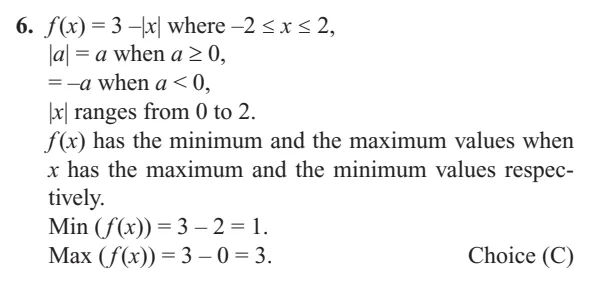 6. f(x) = 3 –|x| where –2 ≤ x ≤ 2,
|a| = a when a ≥ 0,
= –a when a < 0,
|x| ranges from 0 to 2.
f(x) has the minimum and the maximum values when
x has the maximum and the minimum values respec-
tively.
Min (f(x)) = 3 – 2 = 1.
Max (f(x)) = 3 – 0 = 3. Choice (C)